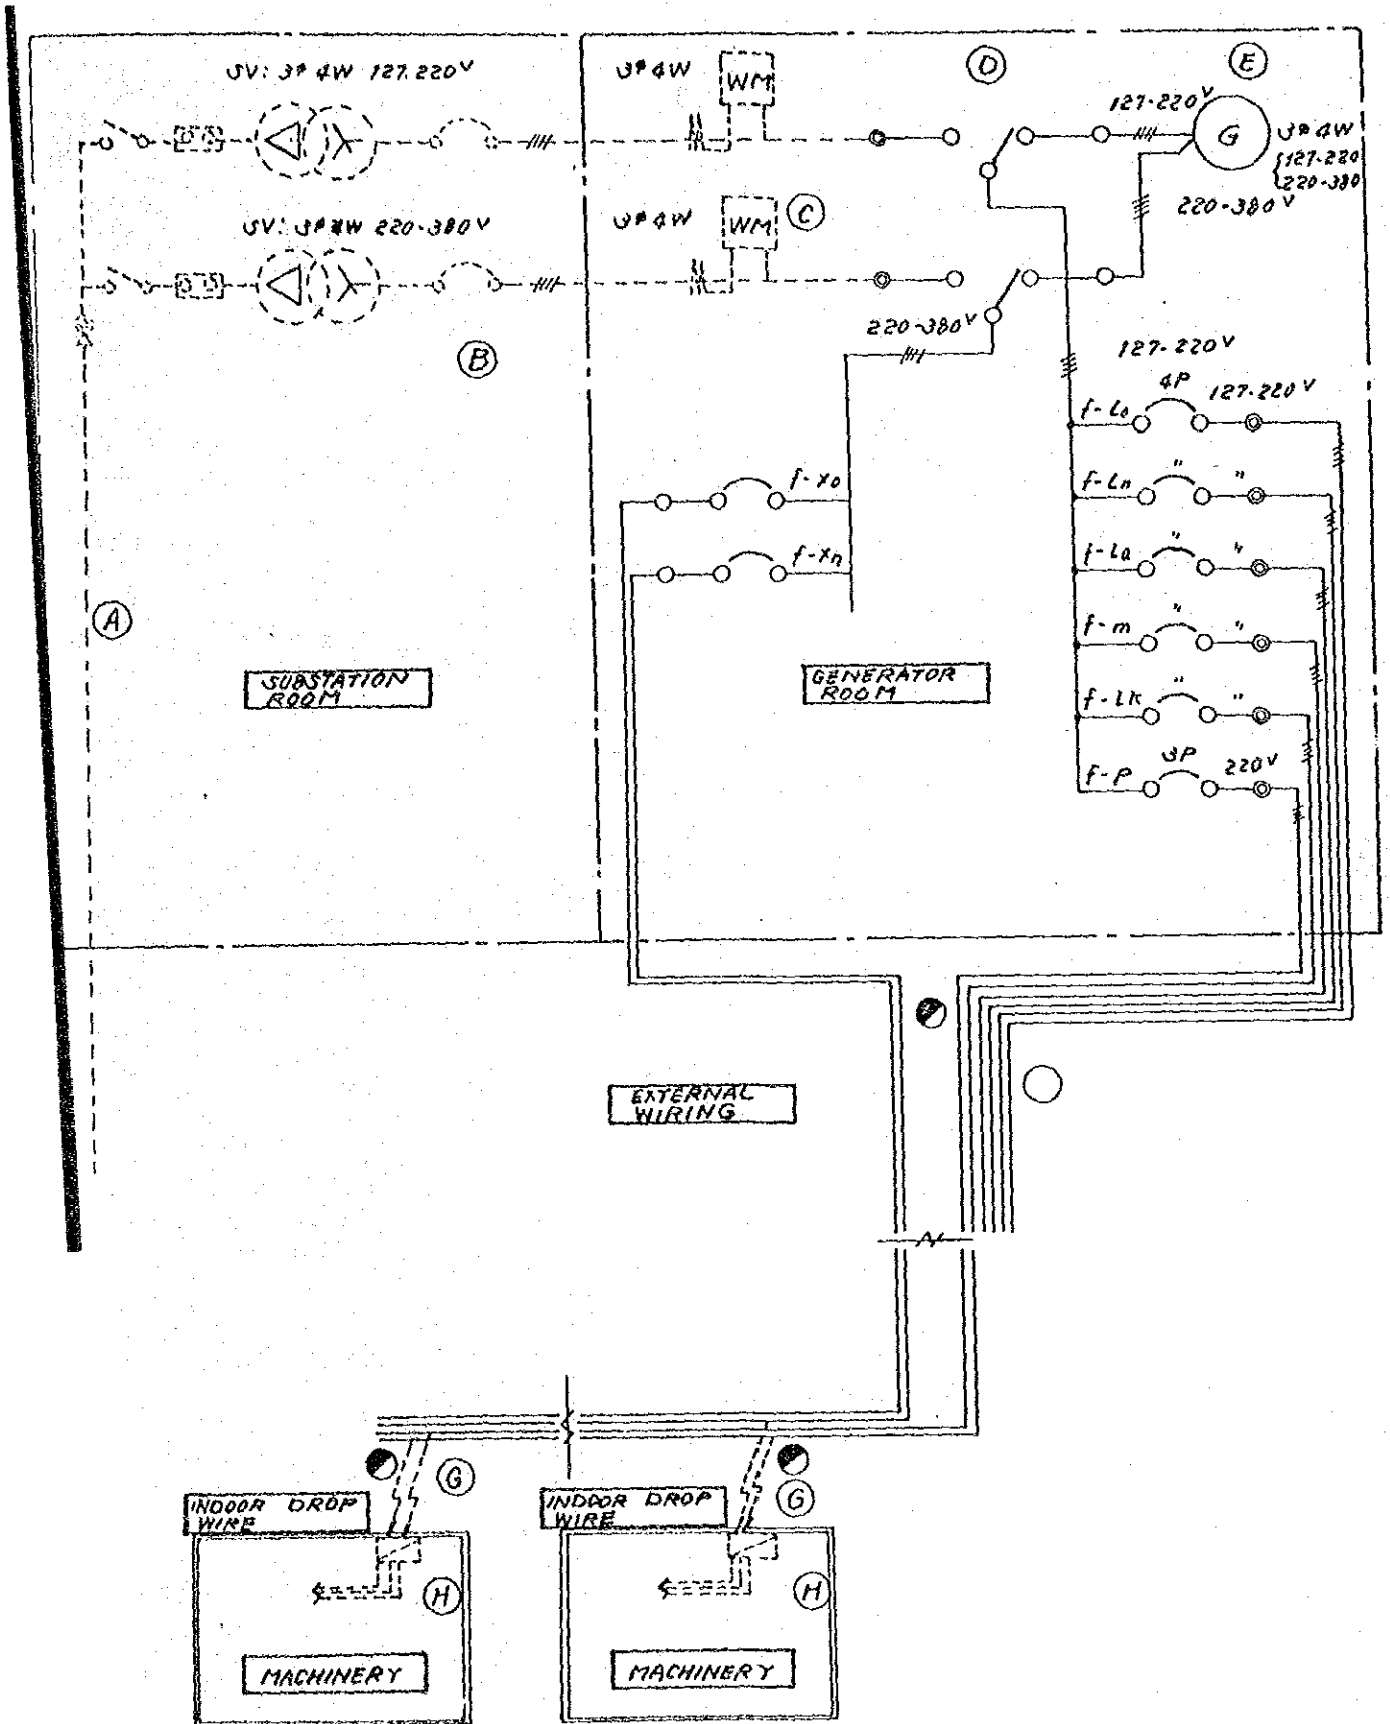 SV: 3φ 4W 127.220V
3φ 4W
WM
D
E
127-220V
G
3φ 4W
127-220
220-380
220-380V
SV: 3φ 4W 220-380V
3φ 4W
WM
C
220-380V
B
127-220V
4P
127-220V
f-Lo
f-Xo
f-Ln " "
f-Xn
f-La " "
A
f-m " "
SUBSTATION
ROOM
GENERATOR
ROOM
f-LK " "
f-P
3P
220V
EXTERNAL
WIRING
G
G
INDOOR DROP
WIRE
INDOOR DROP
WIRE
H
H
MACHINERY
MACHINERY